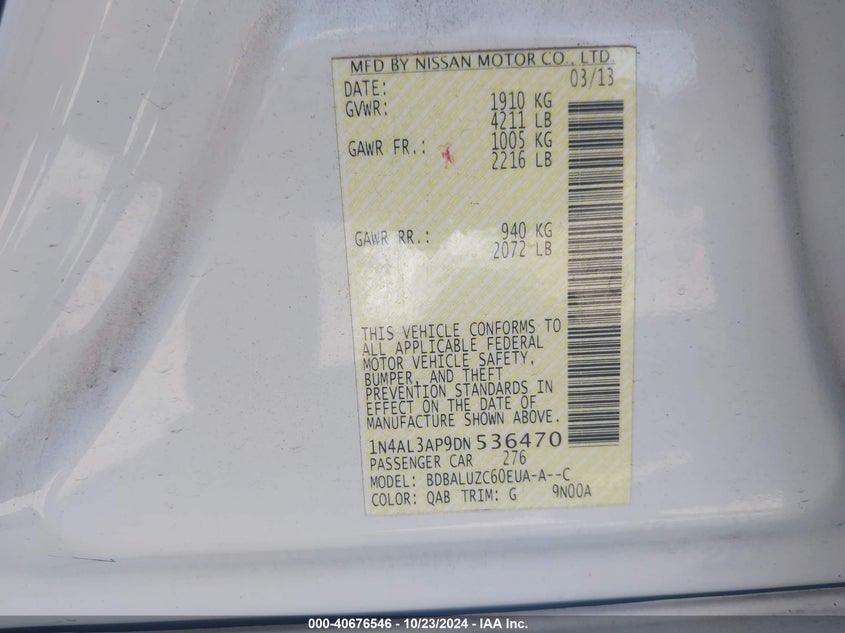 MFD BY NISSAN MOTOR CO., LTD.
DATE: 03/13
GVWR: 1910 KG
4211 LB
GAWR FR.: 1005 KG
2216 LB
GAWR RR.: 940 KG
2072 LB
THIS VEHICLE CONFORMS TO
ALL APPLICABLE FEDERAL
MOTOR VEHICLE SAFETY,
BUMPER, AND THEFT
PREVENTION STANDARDS IN
EFFECT ON THE DATE OF
MANUFACTURE SHOWN ABOVE.
1N4AL3AP9DN 536470
PASSENGER CAR 276
MODEL: BDBALUZC60EUA-A--C
COLOR: QAB TRIM: G 9N00A
000-40676546 - 10/23/2024 - IAA Inc.